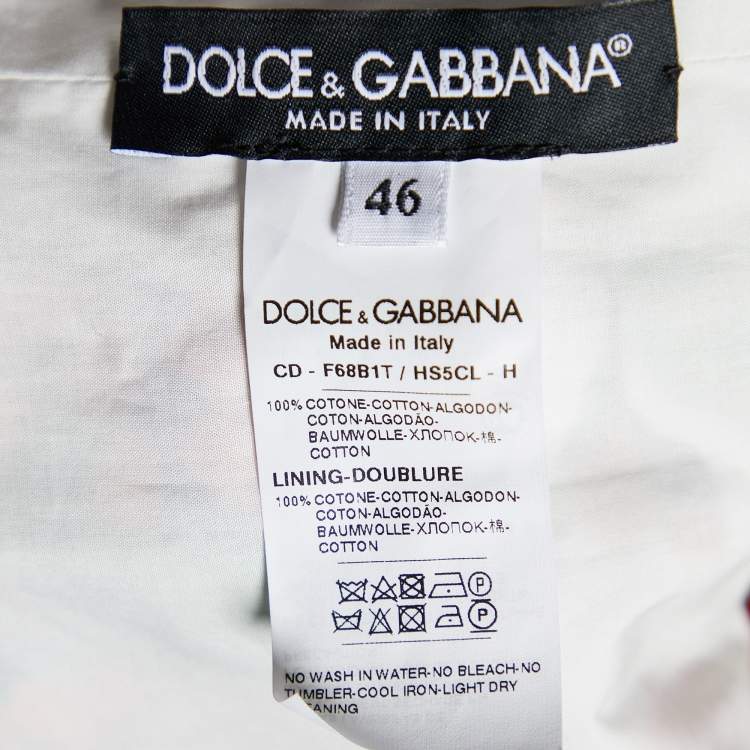 DOLCE & GABBANA®
MADE IN ITALY
46
DOLCE & GABBANA
Made in Italy
CD - F68B1T / HS5CL - H
100% COTONE-COTTON-ALGODON-
COTON-ALGODÃO-
BAUMWOLLE-ХЛОПОК-棉-
COTTON
LINING-DOUBLURE
100% COTONE-COTTON-ALGODON-
COTON-ALGODÃO-
BAUMWOLLE-ХЛОПОК-棉-
COTTON
P
P
NO WASH IN WATER-NO BLEACH-NO
TUMBLER-COOL IRON-LIGHT DRY
EANING